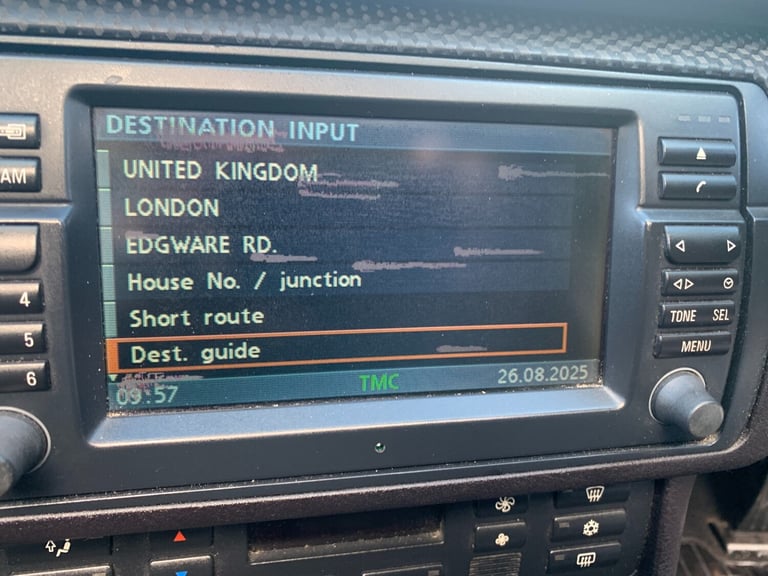 DESTINATION INPUT
UNITED KINGDOM
LONDON
EDGWARE RD.
House No. / junction
Short route
Dest. guide
09:57 TMC 26.08.2025
AM
4
5
6
TONE SEL
MENU